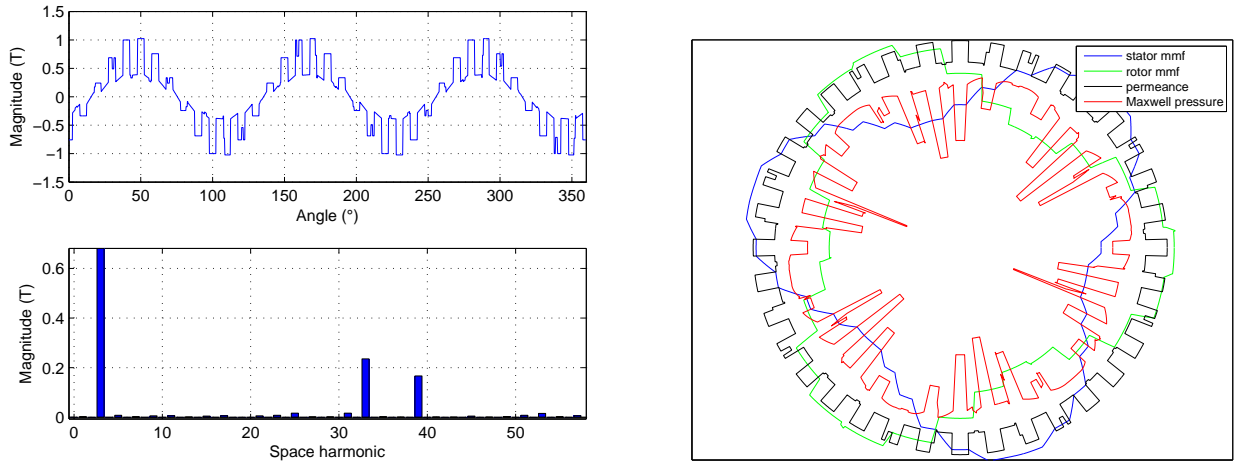 1.5
1
0.5
0
−0.5
−1
−1.5
Magnitude (T)
0 50 100 150 200 250 300 350
Angle (°)
0.6
0.4
0.2
0
Magnitude (T)
0 10 20 30 40 50
Space harmonic
stator mmf
rotor mmf
permeance
Maxwell pressure